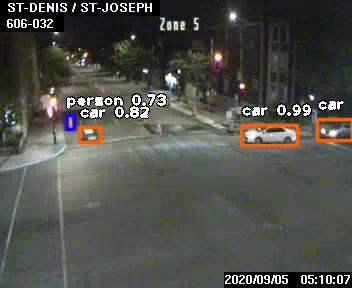 ST-DENIS / ST-JOSEPH
606-032
Zone 5
person 0.73
car 0.82
car 0.99
car
2020/09/05 05:10:07